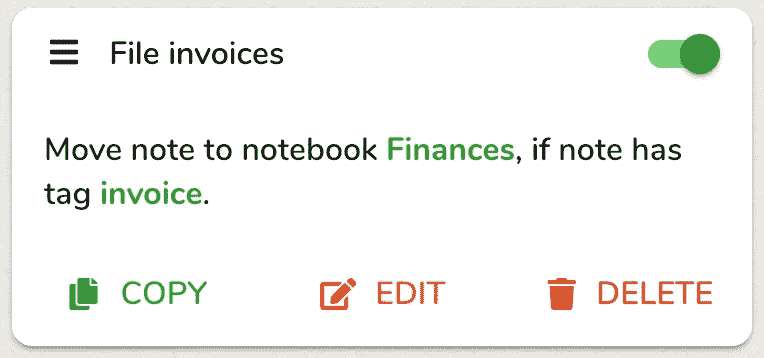 File invoices
Move note to notebook Finances, if note has
tag invoice.
COPY EDIT DELETE